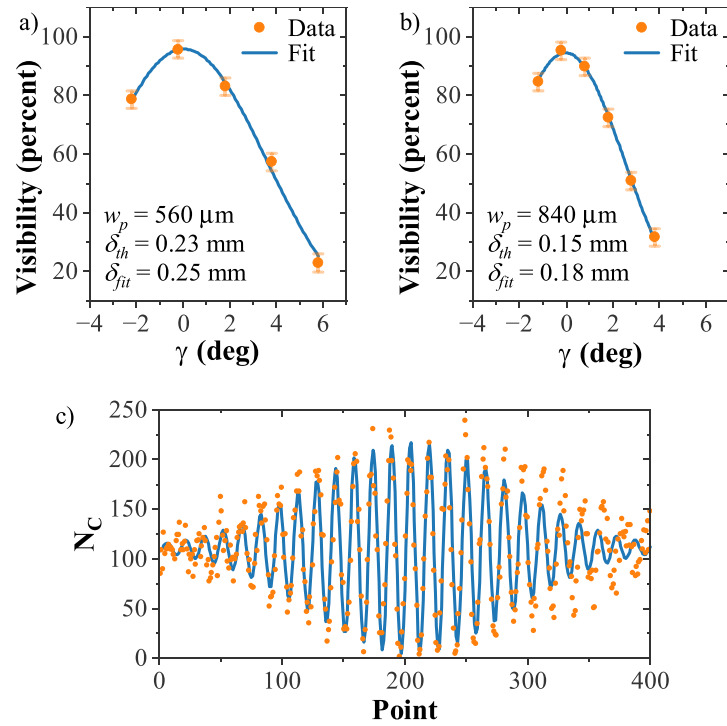 a)
Data
Fit
Visibility (percent)
100
80
60
40
20
w_p = 560 μm
δ_th = 0.23 mm
δ_fit = 0.25 mm
−4 −2 0 2 4 6
γ (deg)
b)
Data
Fit
Visibility (percent)
100
80
60
40
20
w_p = 840 μm
δ_th = 0.15 mm
δ_fit = 0.18 mm
−4 −2 0 2 4 6
γ (deg)
c)
N_C
250
200
150
100
50
0
0 100 200 300 400
Point